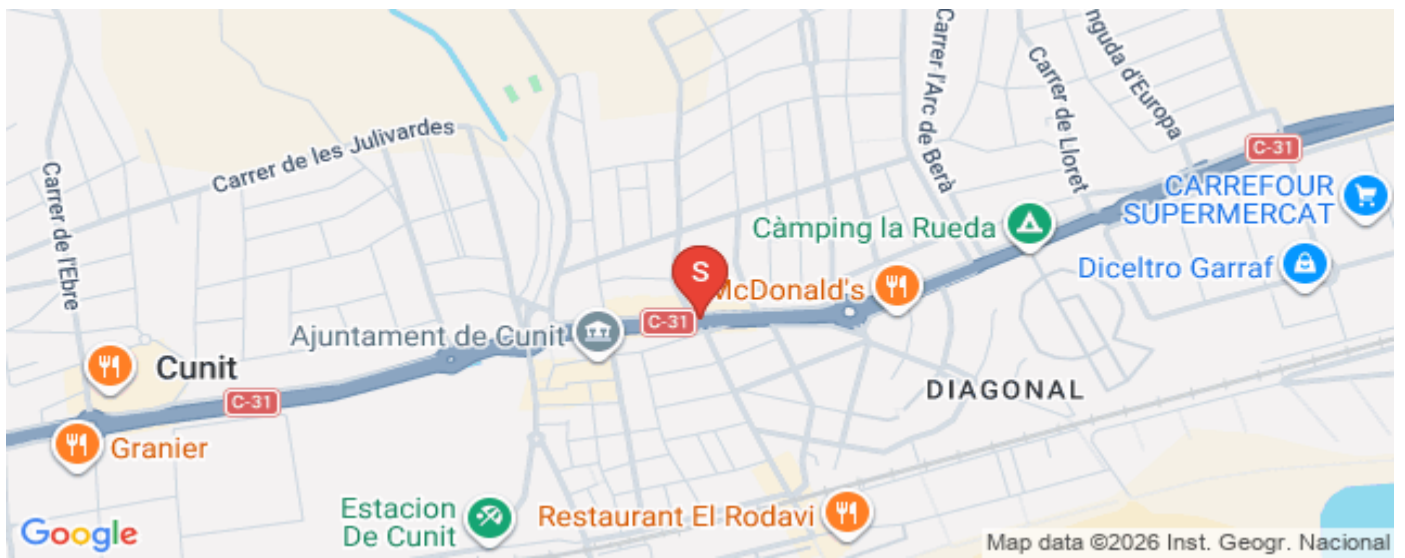 Carrer l'Arc de Berà
Carrer de Lloret
nguda d'Europa
Carrer de les Julivardes
C-31
Carrer de l'Ebre
CARREFOUR
SUPERMERCAT
Càmping la Rueda
Diceltro Garraf
S
McDonald's
C-31
Ajuntament de Cunit
Cunit
DIAGONAL
C-31
Granier
Estacion
De Cunit
Restaurant El Rodavi
Google
Map data ©2026 Inst. Geogr. Nacional